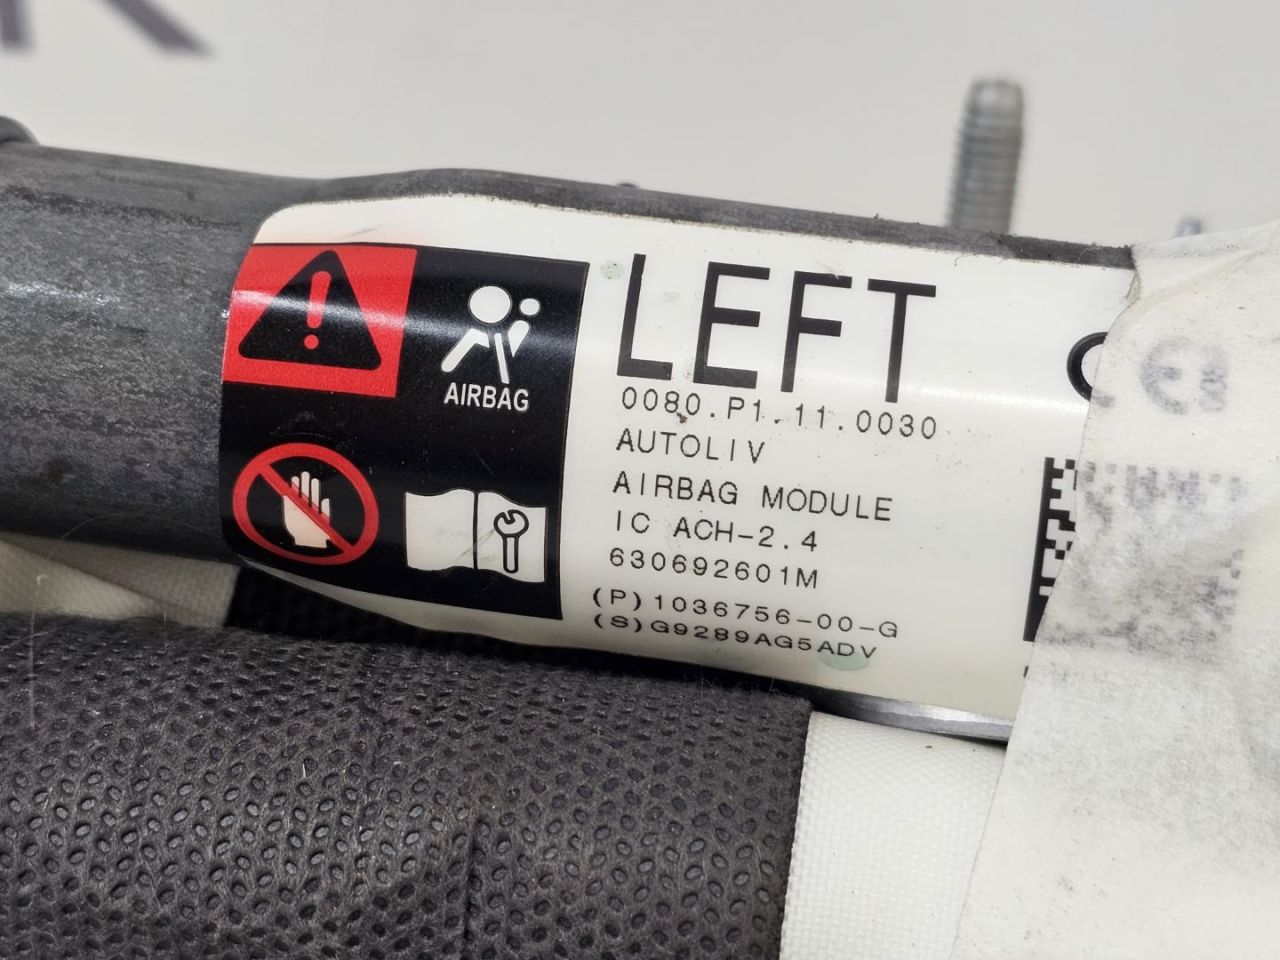 LEFT
0080.P1.11.0030
AUTOLIV
AIRBAG MODULE
IC ACH-2.4
630692601M
(P)1036756-00-G
(S)G9289AG5ADV
AIRBAG